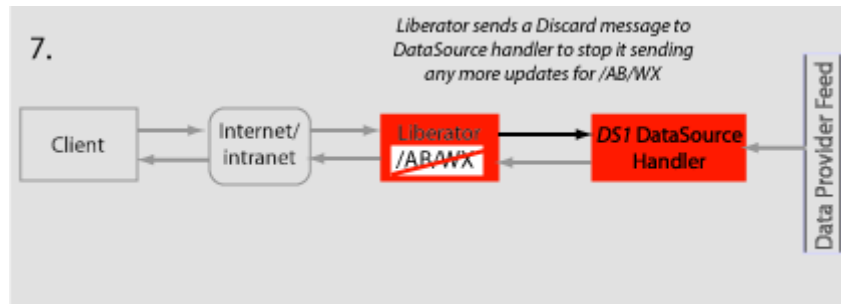 7.
Liberator sends a Discard message to
DataSource handler to stop it sending
any more updates for /AB/WX
Client
Internet/
intranet
Liberator
/AB/WX
DS1 DataSource
Handler
Data Provider Feed